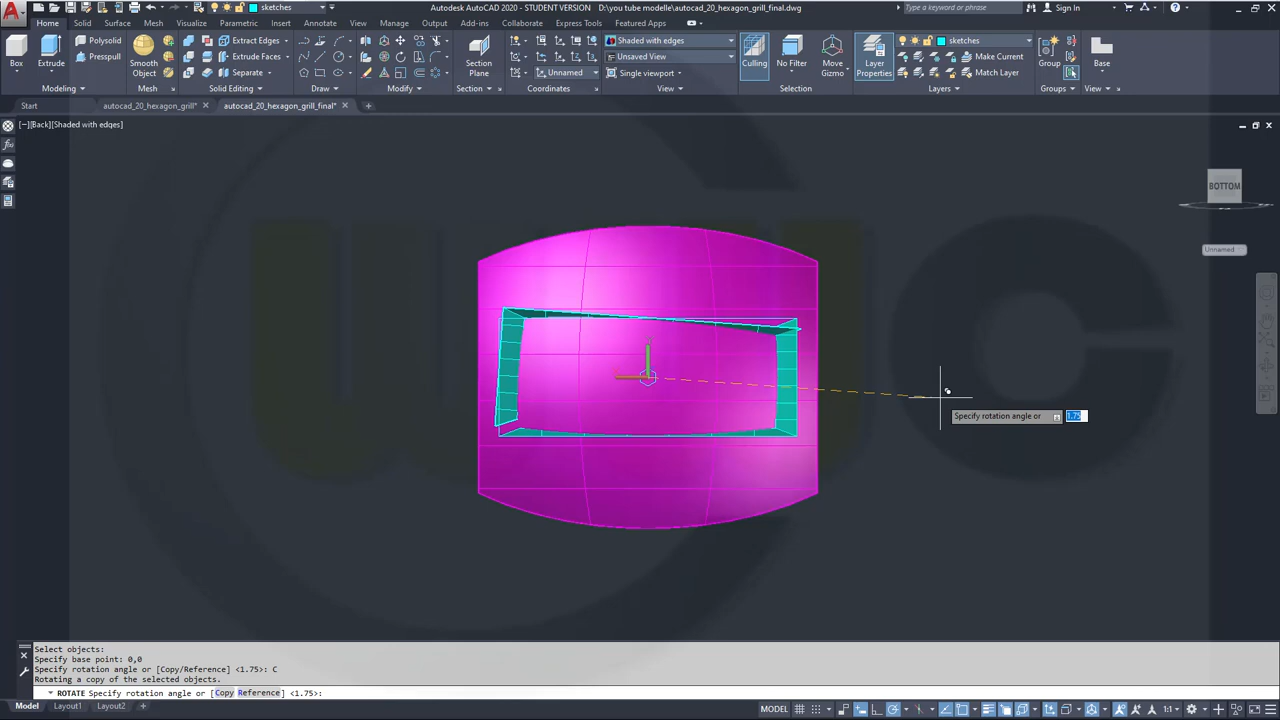 sketches
Autodesk AutoCAD 2020 - STUDENT VERSION D:\you tube modelle\autocad_20_hexagon_grill_final.dwg
Type a keyword or phrase
Sign In
Home Solid Surface Mesh Visualize Parametric Insert Annotate View Manage Output Add-ins Collaborate Express Tools Featured Apps
Box
Extrude
Polysolid
Presspull
Modeling
Smooth
Object
Mesh
Extract Edges
Extrude Faces
Separate
Solid Editing
Draw
Modify
Section
Plane
Section
Unnamed
Coordinates
Shaded with edges
Unsaved View
Single viewport
View
Culling
No Filter
Move
Gizmo
Selection
Layer
Properties
sketches
Make Current
Match Layer
Layers
Group
Groups
Base
View
Start autocad_20_hexagon_grill* autocad_20_hexagon_grill_final*
[−][Back][Shaded with edges]
BOTTOM
Unnamed
Specify rotation angle or 1.75
Select objects:
Specify base point: 0,0
Specify rotation angle or [Copy/Reference] <1.75>: C
Rotating a copy of the selected objects.
ROTATE Specify rotation angle or [Copy Reference] <1.75>:
Model Layout1 Layout2
MODEL 1:1